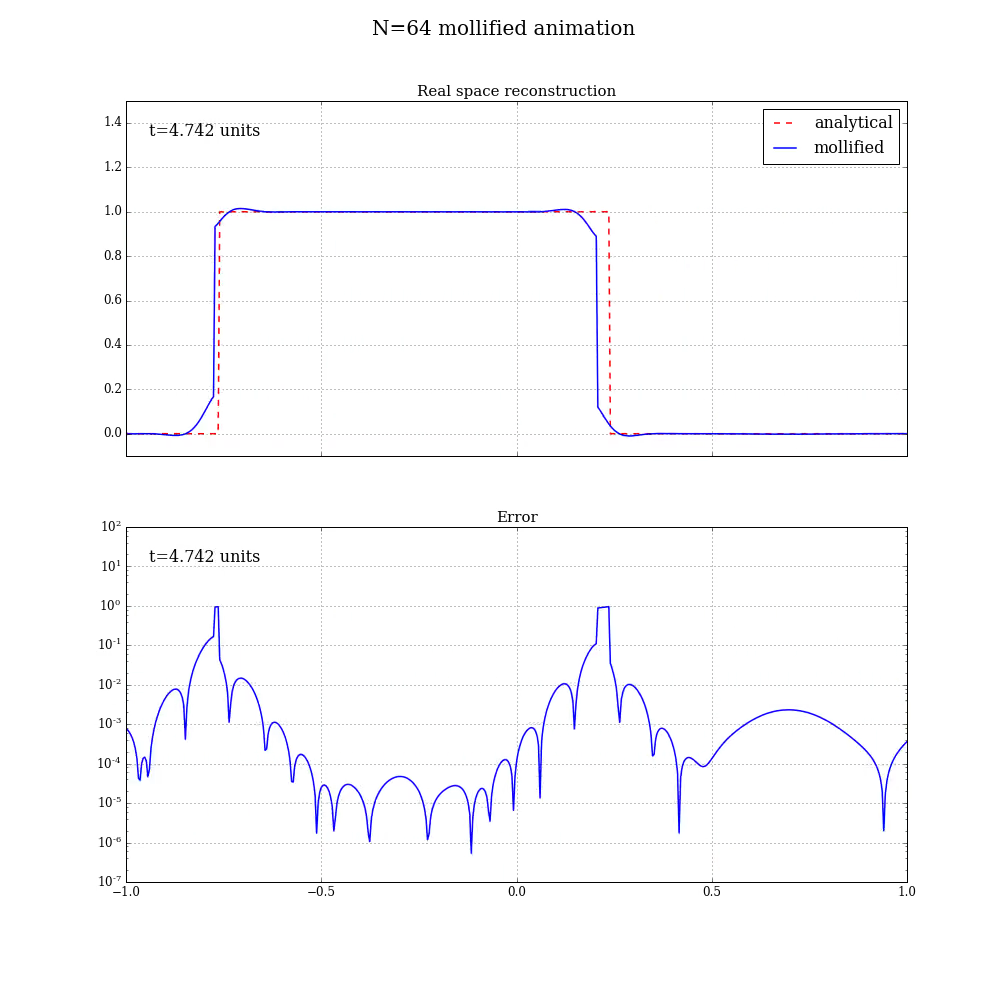 N=64 mollified animation
Real space reconstruction
t=4.742 units
analytical
mollified
1.4
1.2
1.0
0.8
0.6
0.4
0.2
0.0
Error
t=4.742 units
10²
10¹
10⁰
10⁻¹
10⁻²
10⁻³
10⁻⁴
10⁻⁵
10⁻⁶
10⁻⁷
−1.0 −0.5 0.0 0.5 1.0